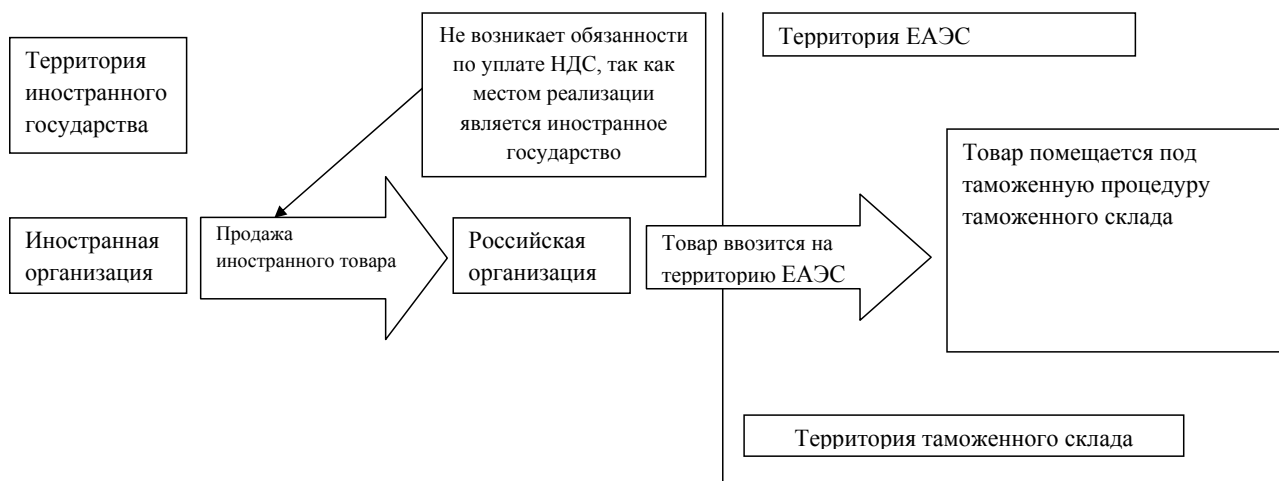 Территория
иностранного
государства
Не возникает обязанности
по уплате НДС, так как
местом реализации
является иностранное
государство
Территория ЕАЭС
Иностранная
организация
Продажа
иностранного товара
Российская
организация
Товар ввозится на
территорию ЕАЭС
Товар помещается под
таможенную процедуру
таможенного склада
Территория таможенного склада